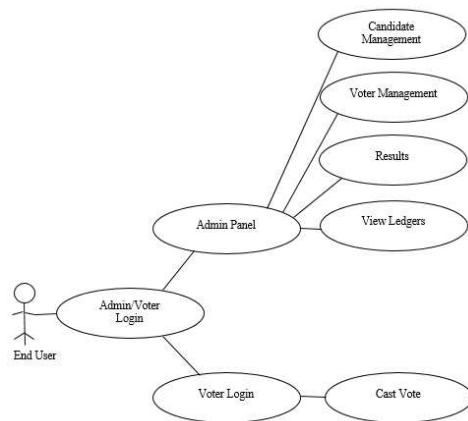 Candidate
Management
Voter Management
Results
Admin Panel
View Ledgers
Admin/Voter
Login
End User
Voter Login
Cast Vote